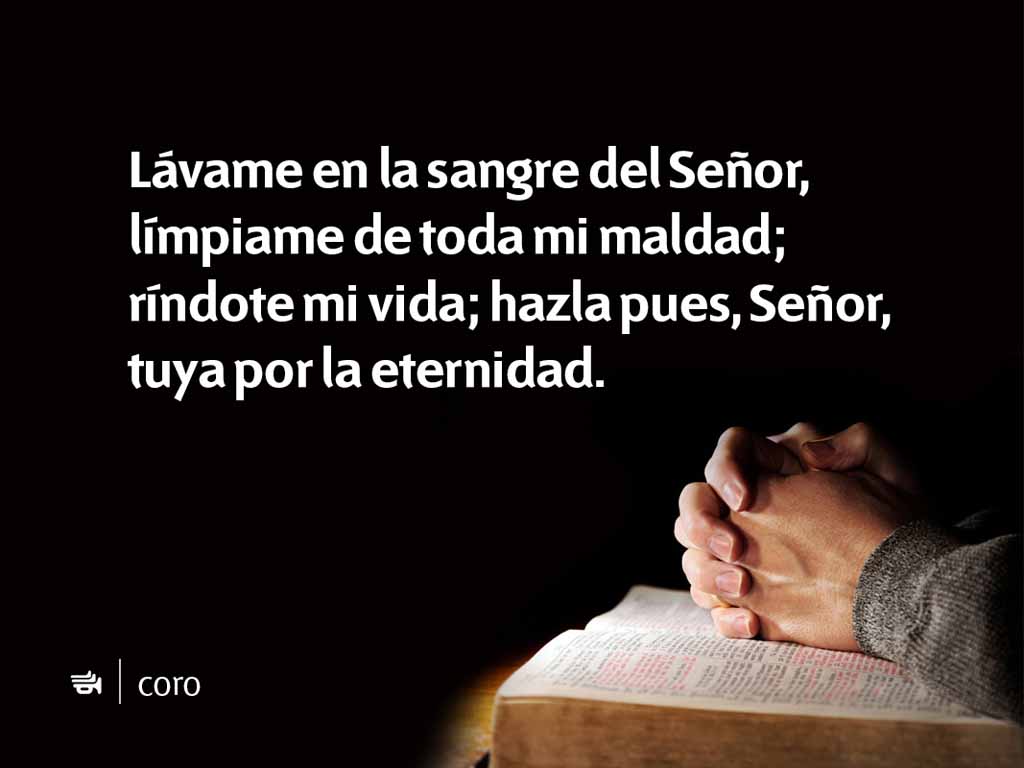 Lávame en la sangre del Señor,
límpiame de toda mi maldad;
ríndote mi vida; hazla pues, Señor,
tuya por la eternidad.
coro